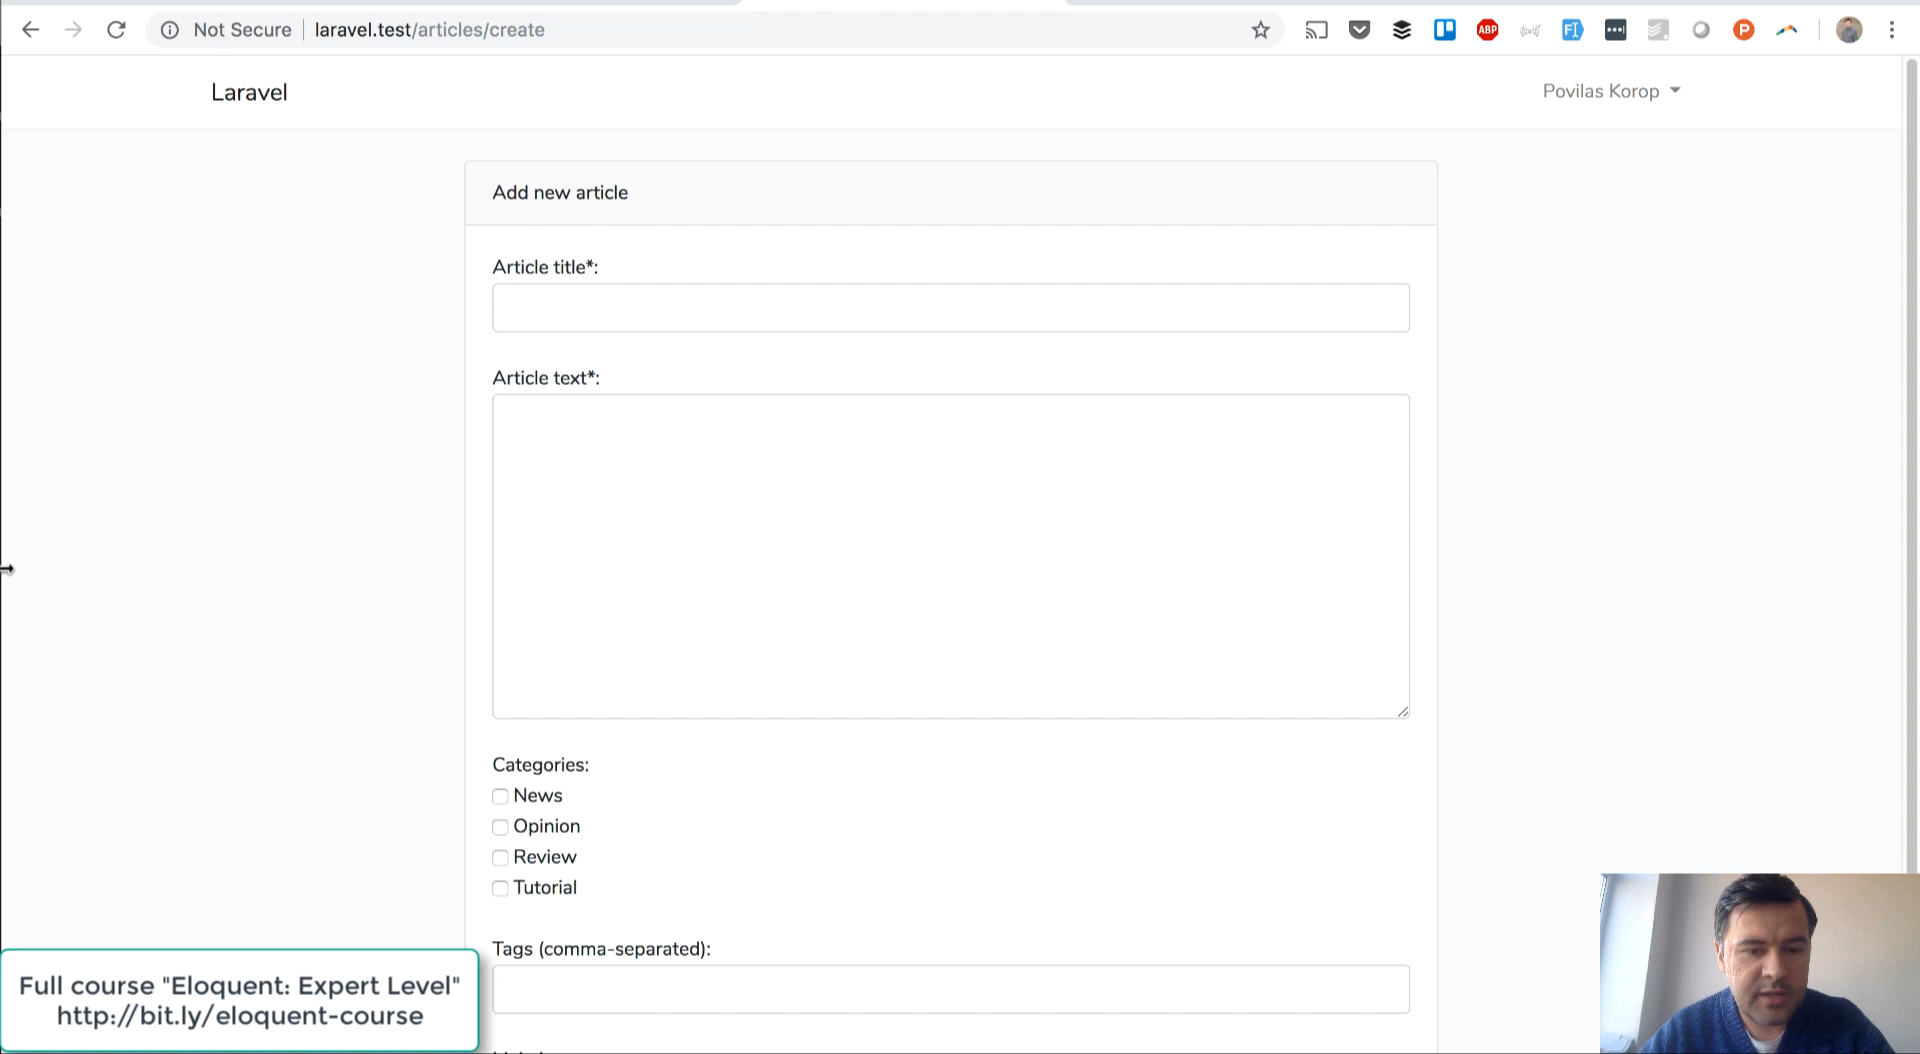 Not Secure laravel.test/articles/create
ABP
P
Laravel
Povilas Korop
Add new article
Article title*:
Article text*:
Categories:
News
Opinion
Review
Tutorial
Tags (comma-separated):
Full course "Eloquent: Expert Level"
http://bit.ly/eloquent-course